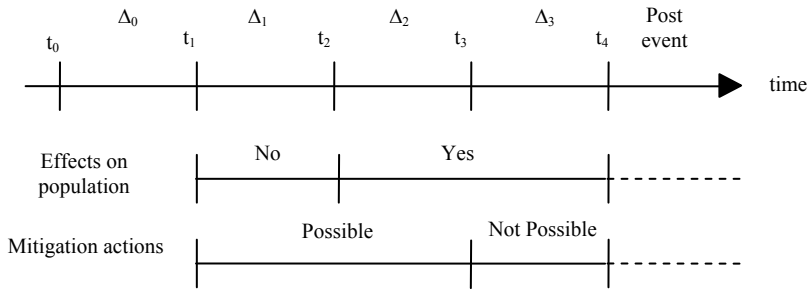 Δ₀ Δ₁ Δ₂ Δ₃ Post
event
t₀ t₁ t₂ t₃ t₄
time
Effects on No Yes
population
Mitigation actions Possible Not Possible